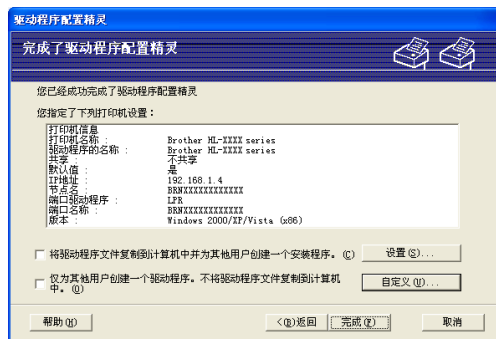 驱动程序配置精灵
完成了驱动程序配置精灵
您已经成功完成了驱动程序配置精灵
您指定了下列打印机设置：
打印机信息
打印机名称 : Brother HL-XXXX series
驱动程序的名称 : Brother HL-XXXX series
共享 : 不共享
默认值 : 是
IP地址 : 192.168.1.4
节点名 : BRNXXXXXXXXXXXX
端口驱动程序 : LPR
端口名称 : BRNXXXXXXXXXXXX
版本 : Windows 2000/XP/Vista (x86)
将驱动程序文件复制到计算机中并为其他用户创建一个安装程序。(C) 设置(S)...
仅为其他用户创建一个驱动程序。不将驱动程序文件复制到计算机
中。(O) 自定义(U)...
帮助(H) <(B)返回 完成(F) 取消